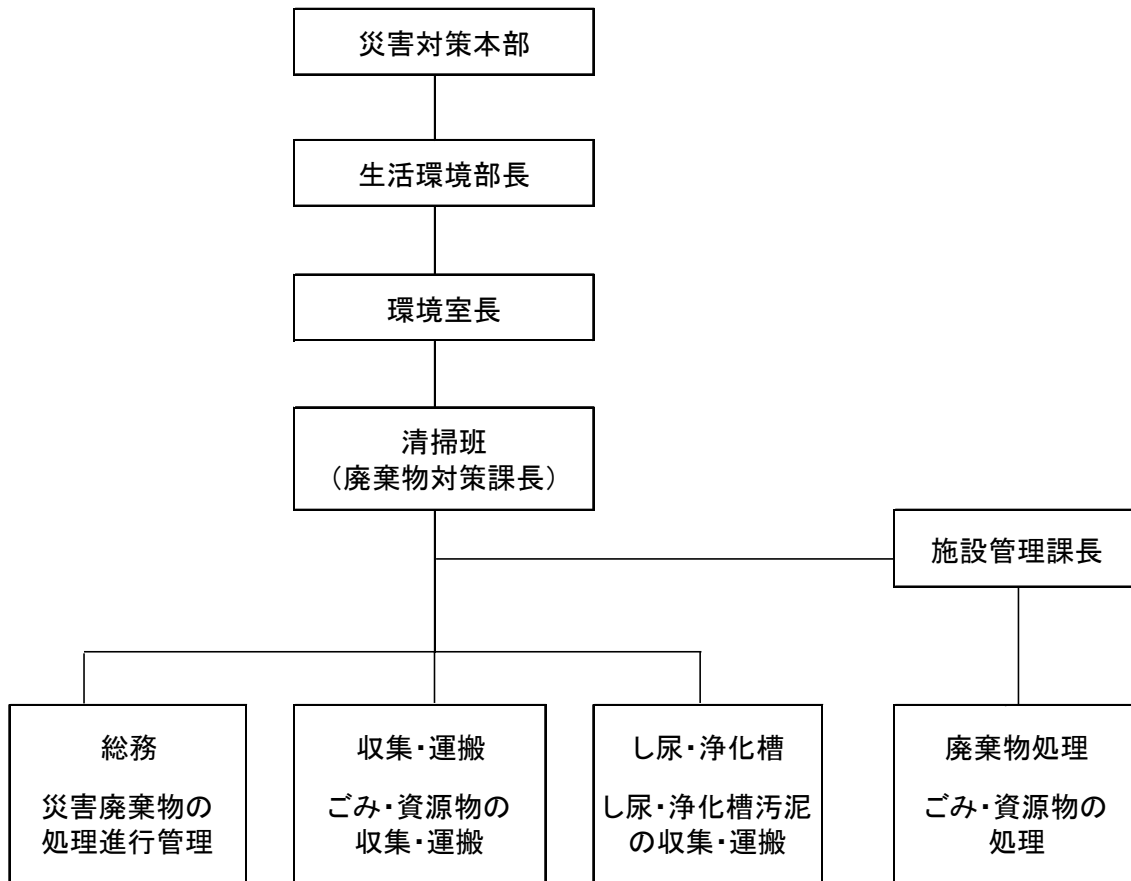 災害対策本部
生活環境部長
環境室長
清掃班
（廃棄物対策課長）
施設管理課長
総務
災害廃棄物の
処理進行管理
収集・運搬
ごみ・資源物の
収集・運搬
し尿・浄化槽
し尿・浄化槽汚泥
の収集・運搬
廃棄物処理
ごみ・資源物の
処理